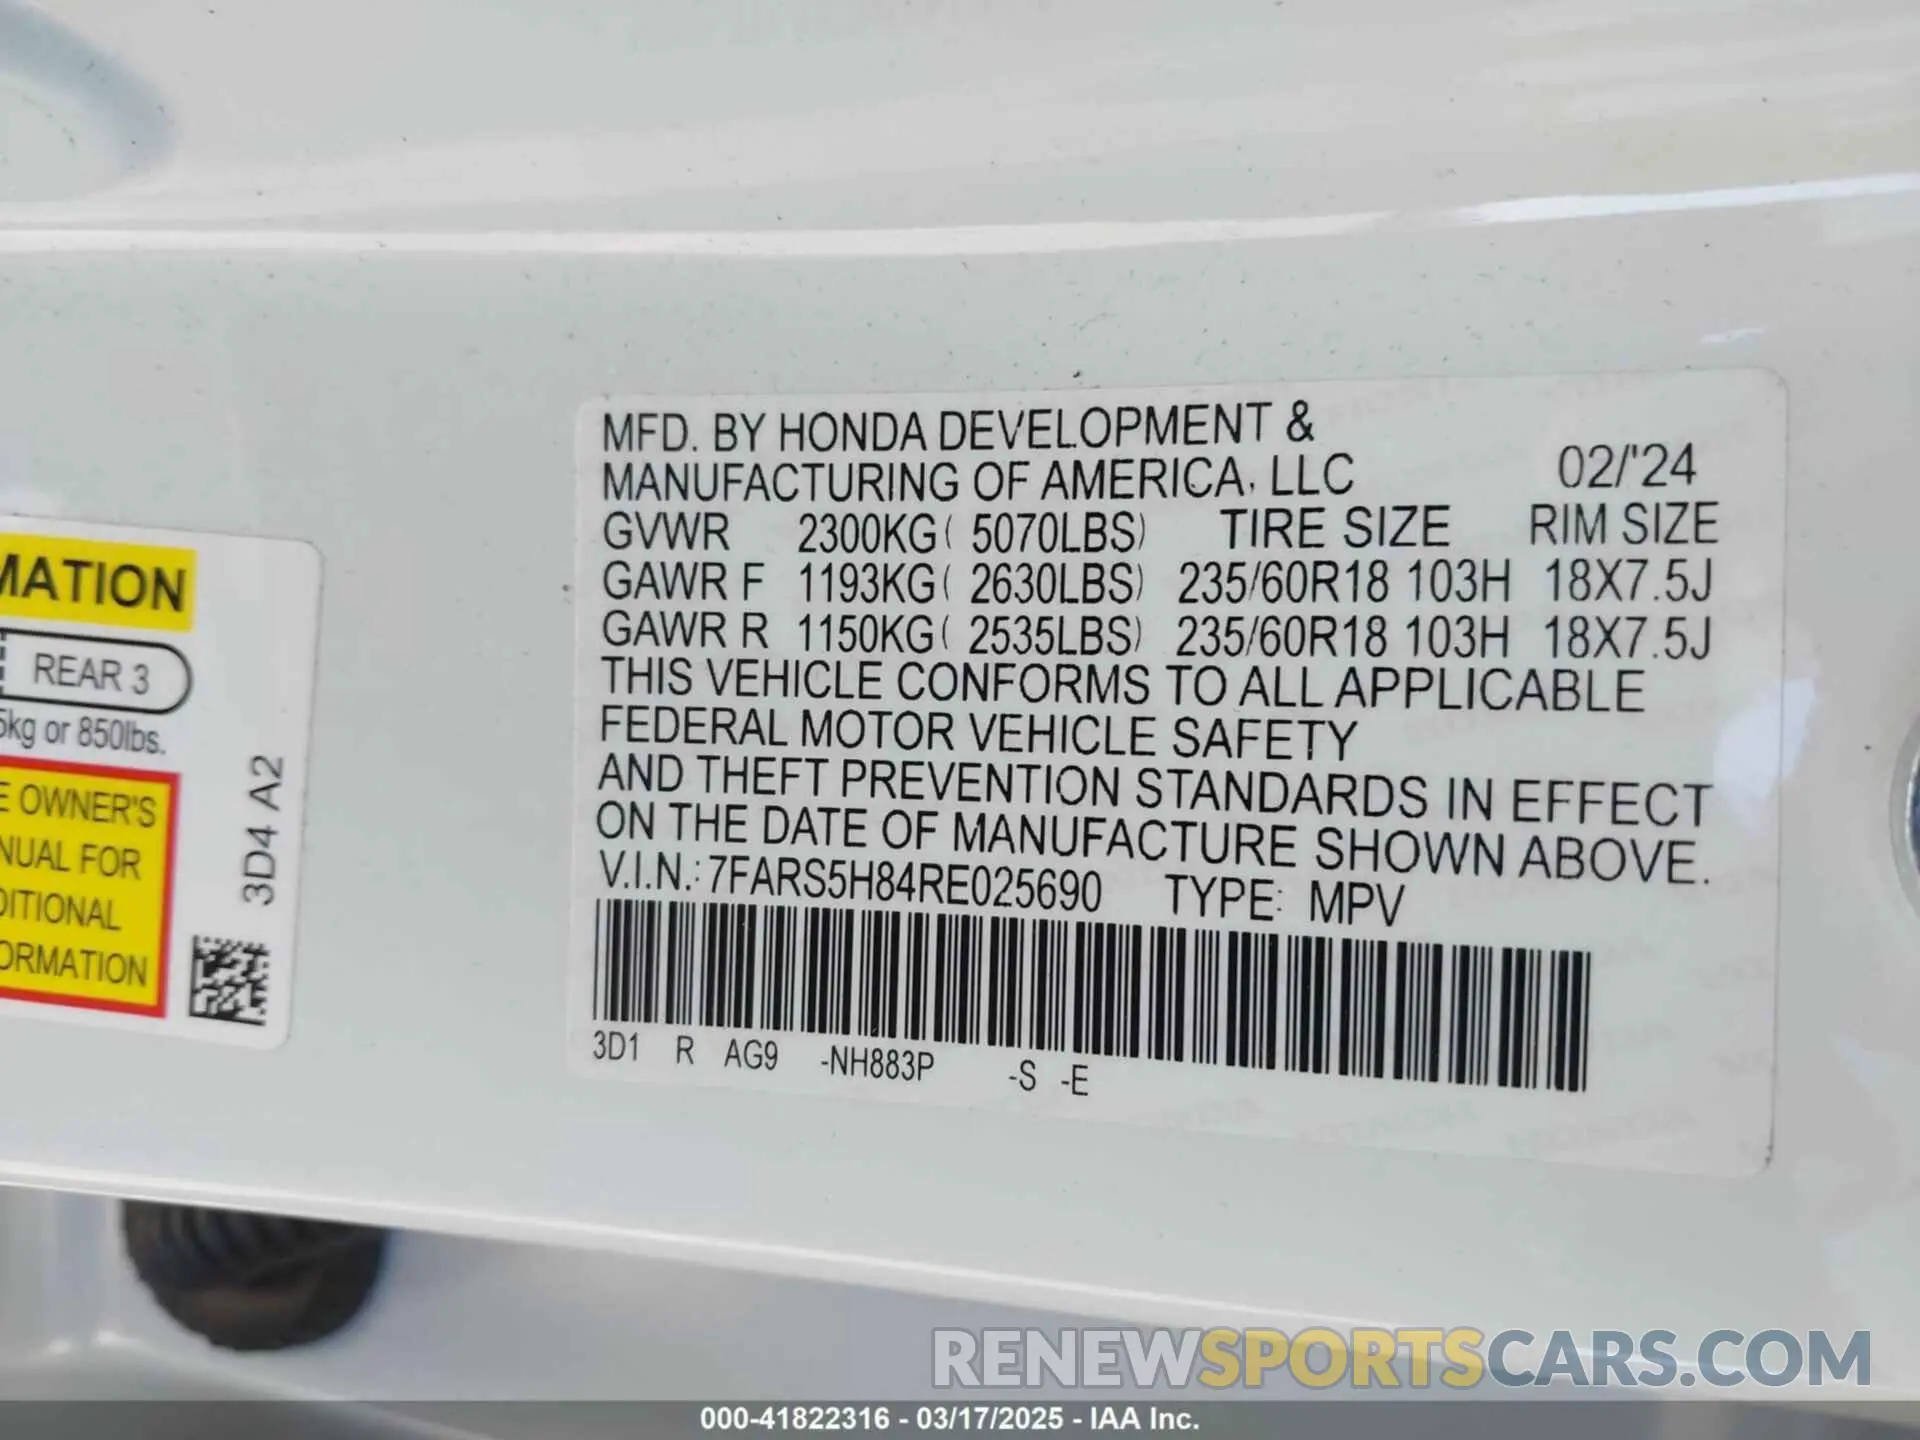 MATION
REAR 3
5kg or 850lbs.
E OWNER'S
NUAL FOR
DITIONAL
ORMATION
3D4 A2
MFD. BY HONDA DEVELOPMENT &
MANUFACTURING OF AMERICA, LLC 02/'24
GVWR 2300KG( 5070LBS) TIRE SIZE RIM SIZE
GAWR F 1193KG( 2630LBS) 235/60R18 103H 18X7.5J
GAWR R 1150KG( 2535LBS) 235/60R18 103H 18X7.5J
THIS VEHICLE CONFORMS TO ALL APPLICABLE
FEDERAL MOTOR VEHICLE SAFETY
AND THEFT PREVENTION STANDARDS IN EFFECT
ON THE DATE OF MANUFACTURE SHOWN ABOVE.
V.I.N.: 7FARS5H84RE025690 TYPE: MPV
3D1 R AG9 -NH883P -S -E
RENEWSPORTSCARS.COM
000-41822316 - 03/17/2025 - IAA Inc.